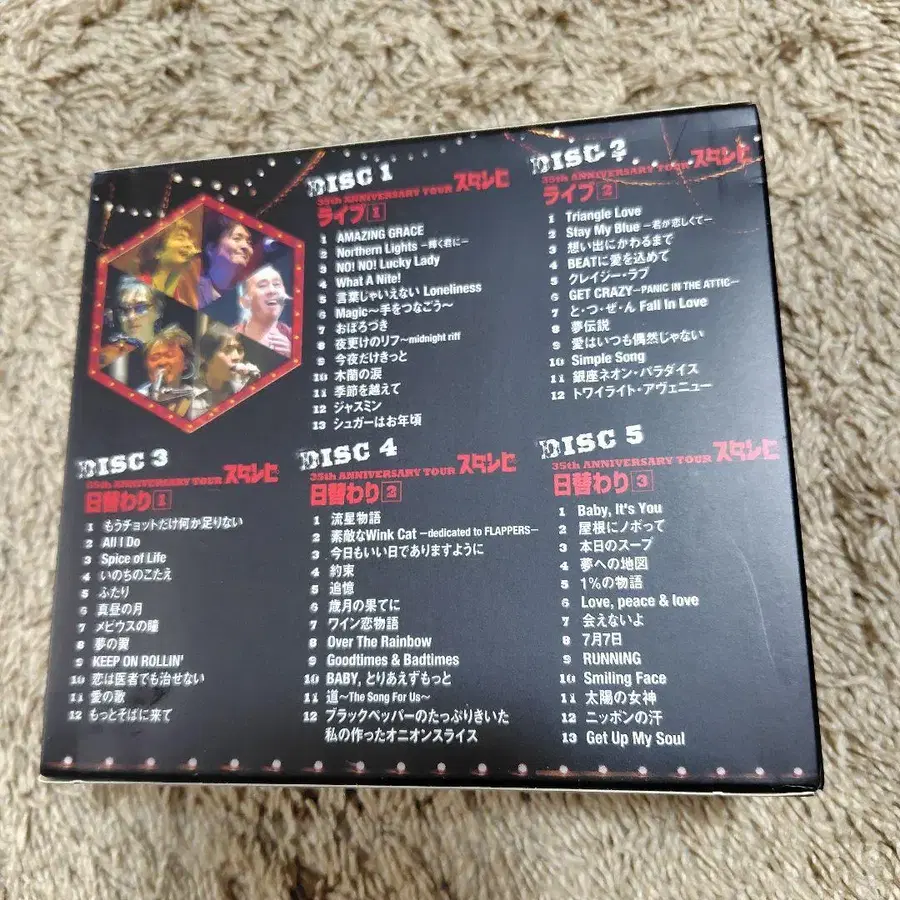 DISC 1
35th ANNIVERSARY TOUR スタレビ
ライブ 1
1 AMAZING GRACE
2 Northern Lights −輝く君に−
3 NO! NO! Lucky Lady
4 What A Nite!
5 言葉じゃいえない Loneliness
6 Magic〜手をつなごう〜
7 おぼろづき
8 夜更けのリフ〜midnight riff
9 今夜だけきっと
10 木蘭の涙
11 季節を越えて
12 ジャスミン
13 シュガーはお年頃
DISC 2
35th ANNIVERSARY TOUR スタレビ
ライブ 2
1 Triangle Love
2 Stay My Blue −君が恋しくて−
3 想い出にかわるまで
4 BEATに愛を込めて
5 クレイジー・ラブ
6 GET CRAZY−PANIC IN THE ATTIC−
7 と・つ・ぜ・ん Fall In Love
8 夢伝説
9 愛はいつも偶然じゃない
10 Simple Song
11 銀座ネオン・パラダイス
12 トワイライト・アヴェニュー
DISC 3
35th ANNIVERSARY TOUR スタレビ
日替わり 1
1 もうチョットだけ何か足りない
2 All I Do
3 Spice of Life
4 いのちのこたえ
5 ふたり
6 真昼の月
7 メビウスの瞳
8 夢の翼
9 KEEP ON ROLLIN'
10 恋は医者でも治せない
11 愛の歌
12 もっとそばに来て
DISC 4
35th ANNIVERSARY TOUR スタレビ
日替わり 2
1 流星物語
2 素敵なWink Cat −dedicated to FLAPPERS−
3 今日もいい日でありますように
4 約束
5 追憶
6 歳月の果てに
7 ワイン恋物語
8 Over The Rainbow
9 Goodtimes & Badtimes
10 BABY, とりあえずもっと
11 道〜The Song For Us〜
12 ブラックペッパーのたっぷりきいた
私の作ったオニオンスライス
DISC 5
35th ANNIVERSARY TOUR スタレビ
日替わり 3
1 Baby, It's You
2 屋根にノボって
3 本日のスープ
4 夢への地図
5 1%の物語
6 Love, peace & love
7 会えないよ
8 7月7日
9 RUNNING
10 Smiling Face
11 太陽の女神
12 ニッポンの汗
13 Get Up My Soul